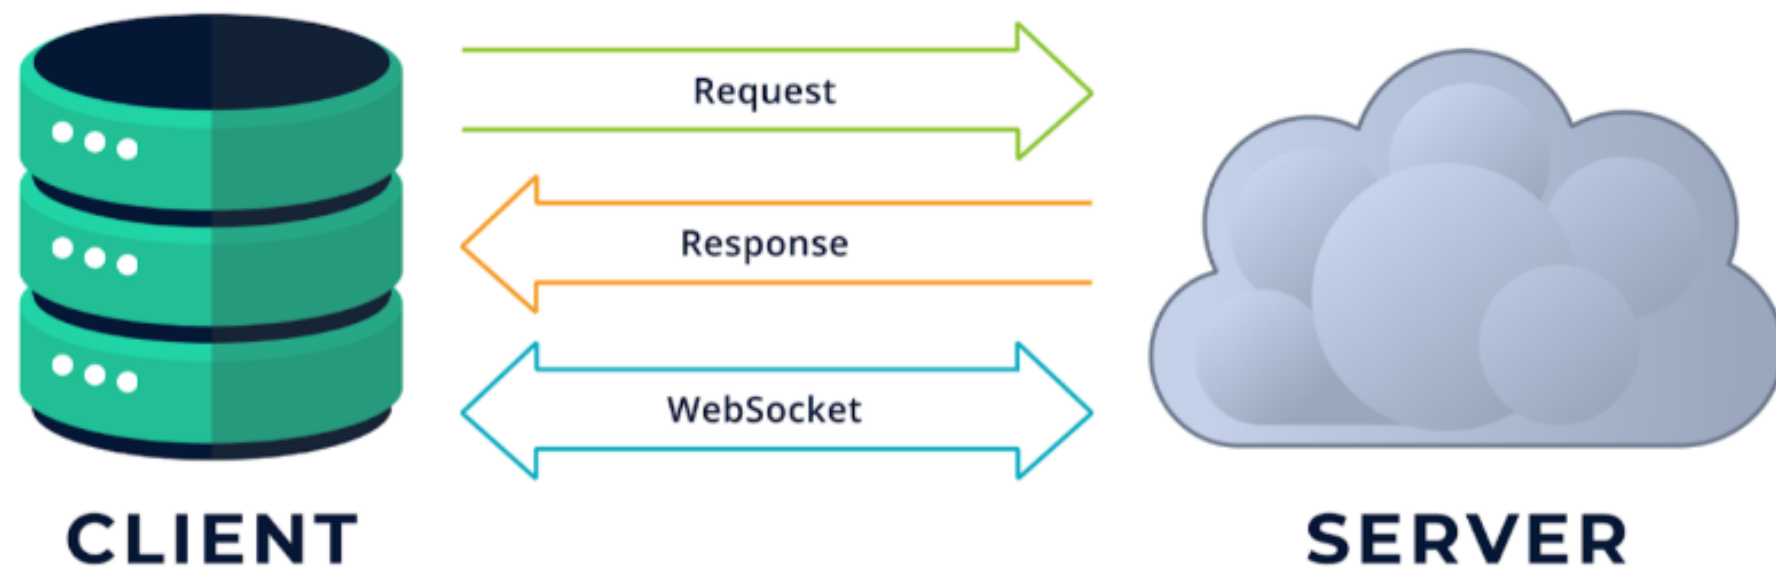 Request
Response
WebSocket
CLIENT
SERVER